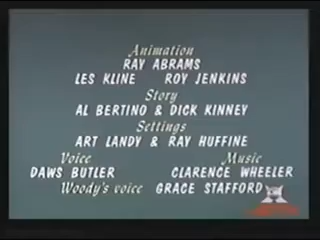 Animation
RAY ABRAMS
LES KLINE ROY JENKINS
Story
AL BERTINO & DICK KINNEY
Settings
ART LANDY & RAY HUFFINE
Voice Music
DAWS BUTLER CLARENCE WHEELER
Woody's voice GRACE STAFFORD